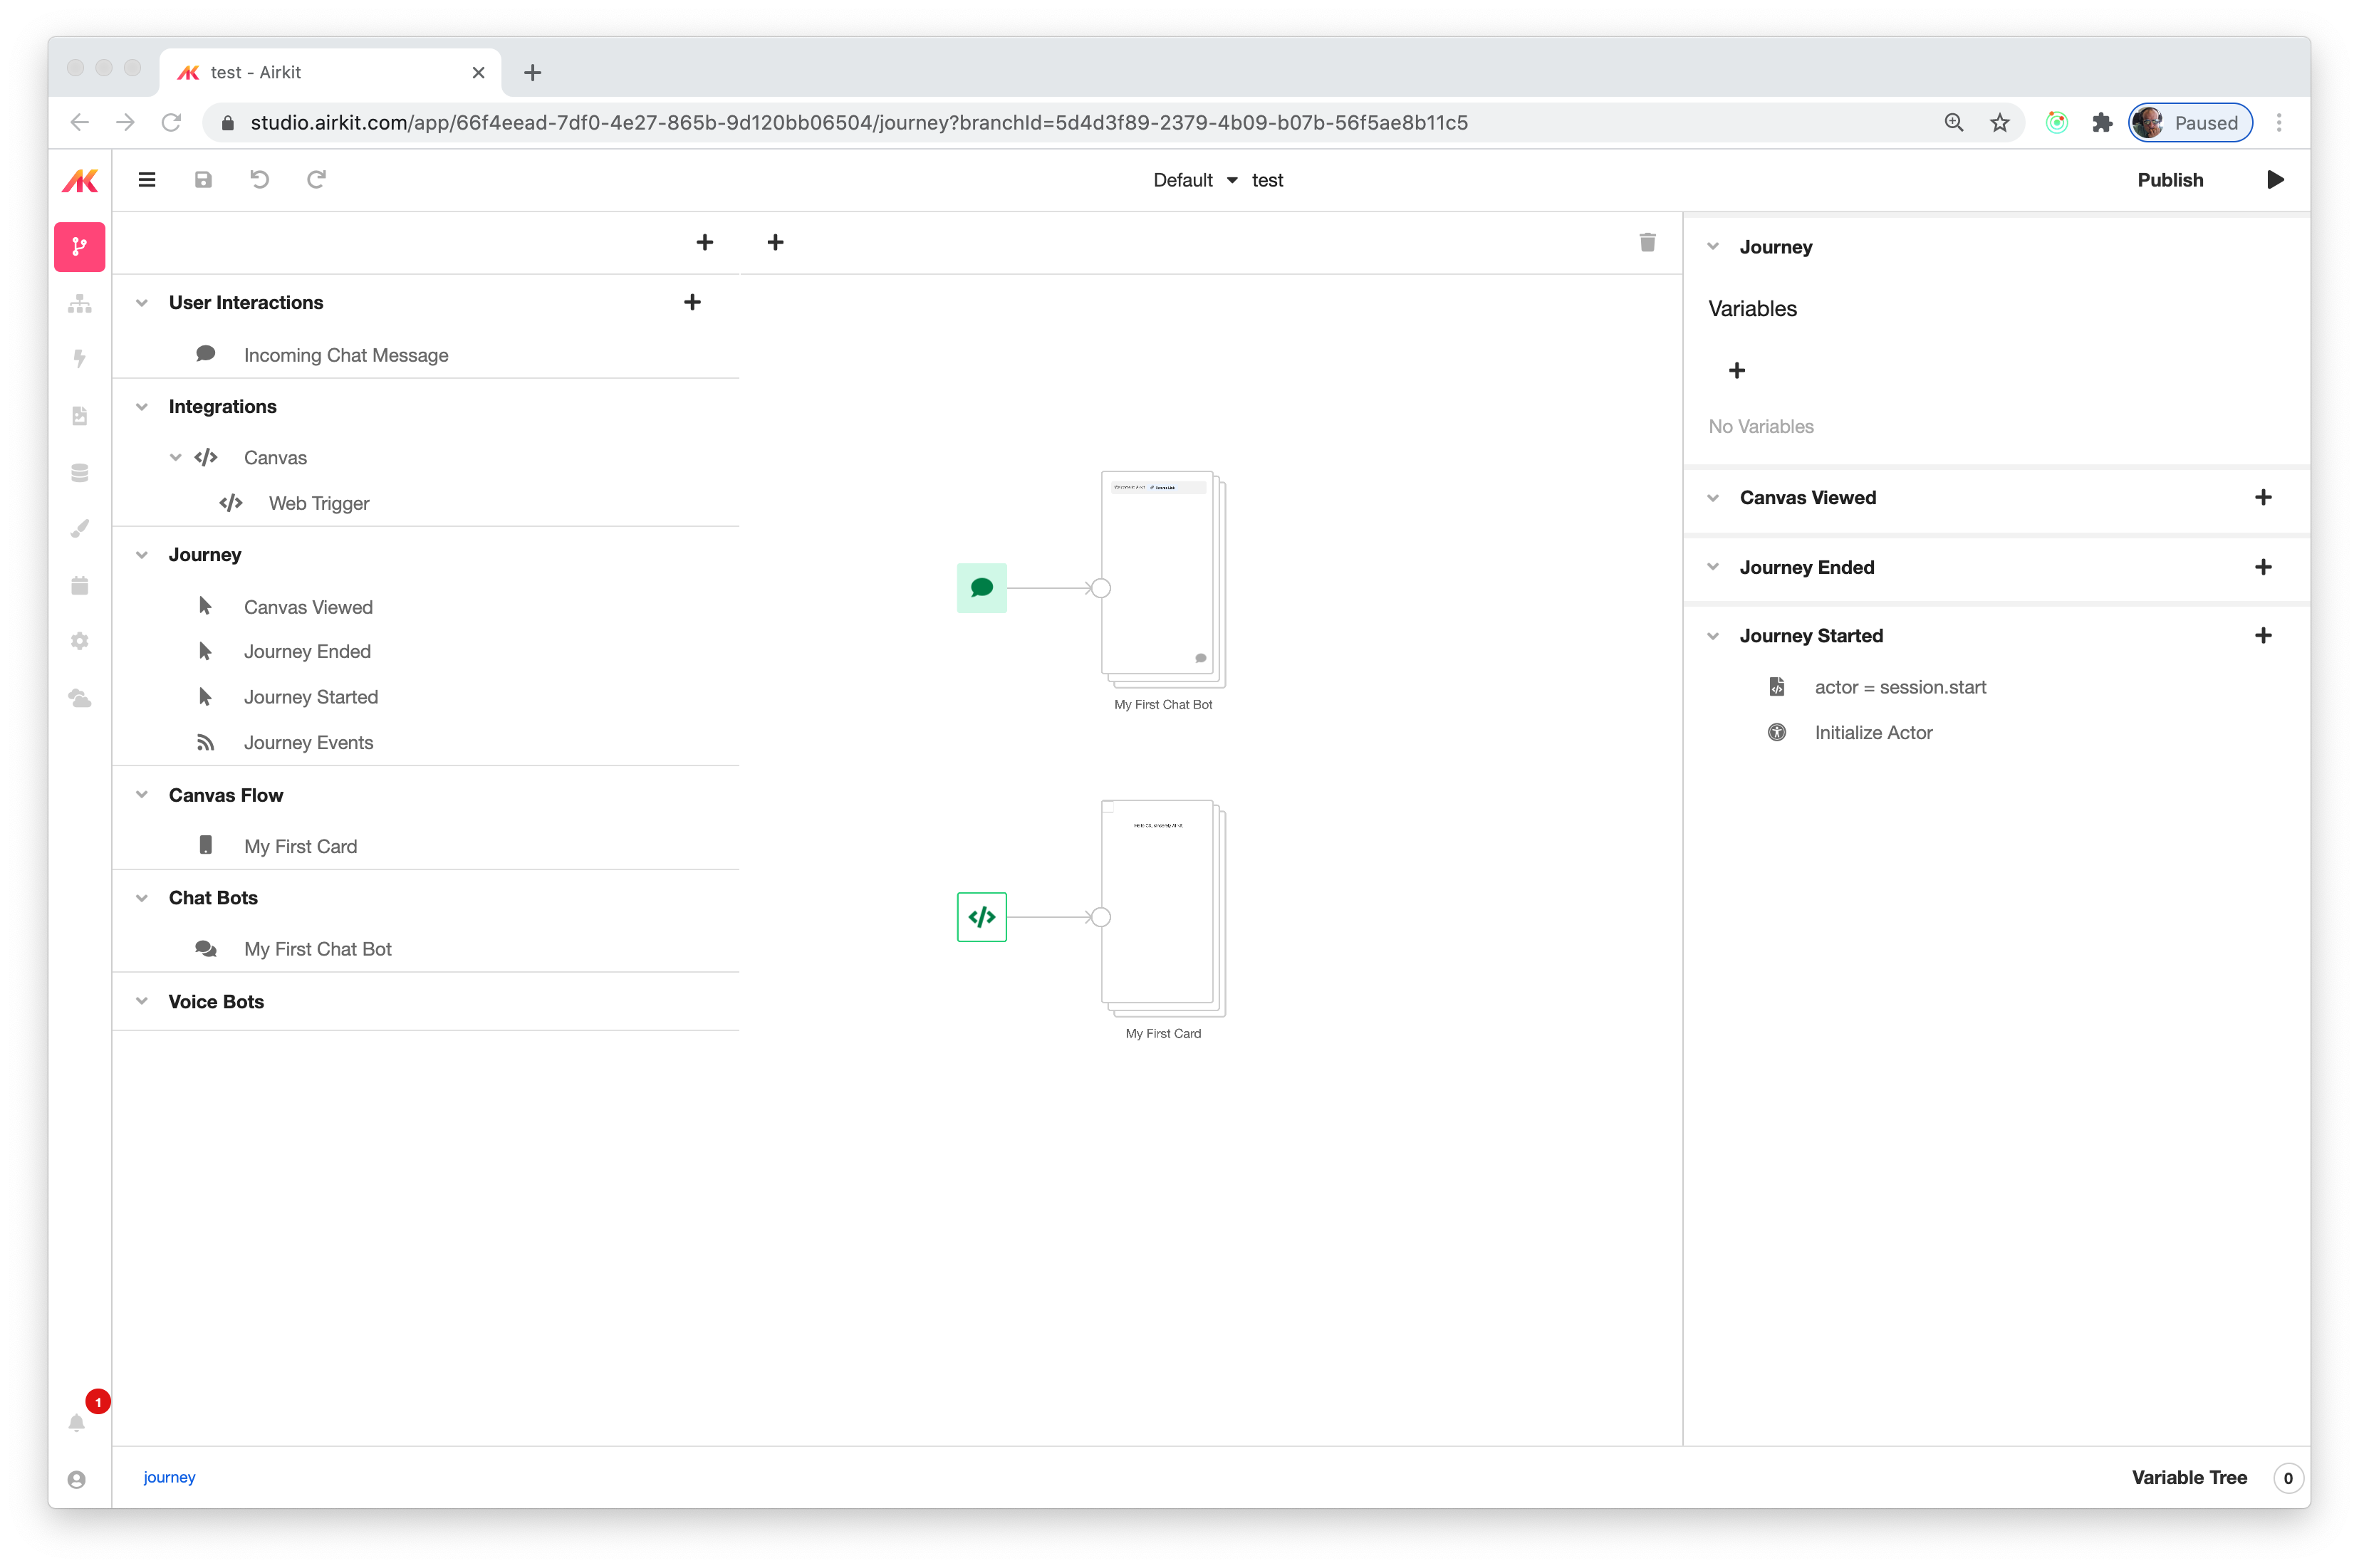 test - Airkit
studio.airkit.com/app/66f4eead-7df0-4e27-865b-9d120bb06504/journey?branchId=5d4d3f89-2379-4b09-b07b-56f5ae8b11c5
Paused
Default test
Publish
User Interactions
Incoming Chat Message
Integrations
Canvas
Web Trigger
Journey
Canvas Viewed
Journey Ended
Journey Started
Journey Events
Canvas Flow
My First Card
Chat Bots
My First Chat Bot
Voice Bots
My First Chat Bot
My First Card
Journey
Variables
No Variables
Canvas Viewed
Journey Ended
Journey Started
actor = session.start
Initialize Actor
1
journey
Variable Tree 0